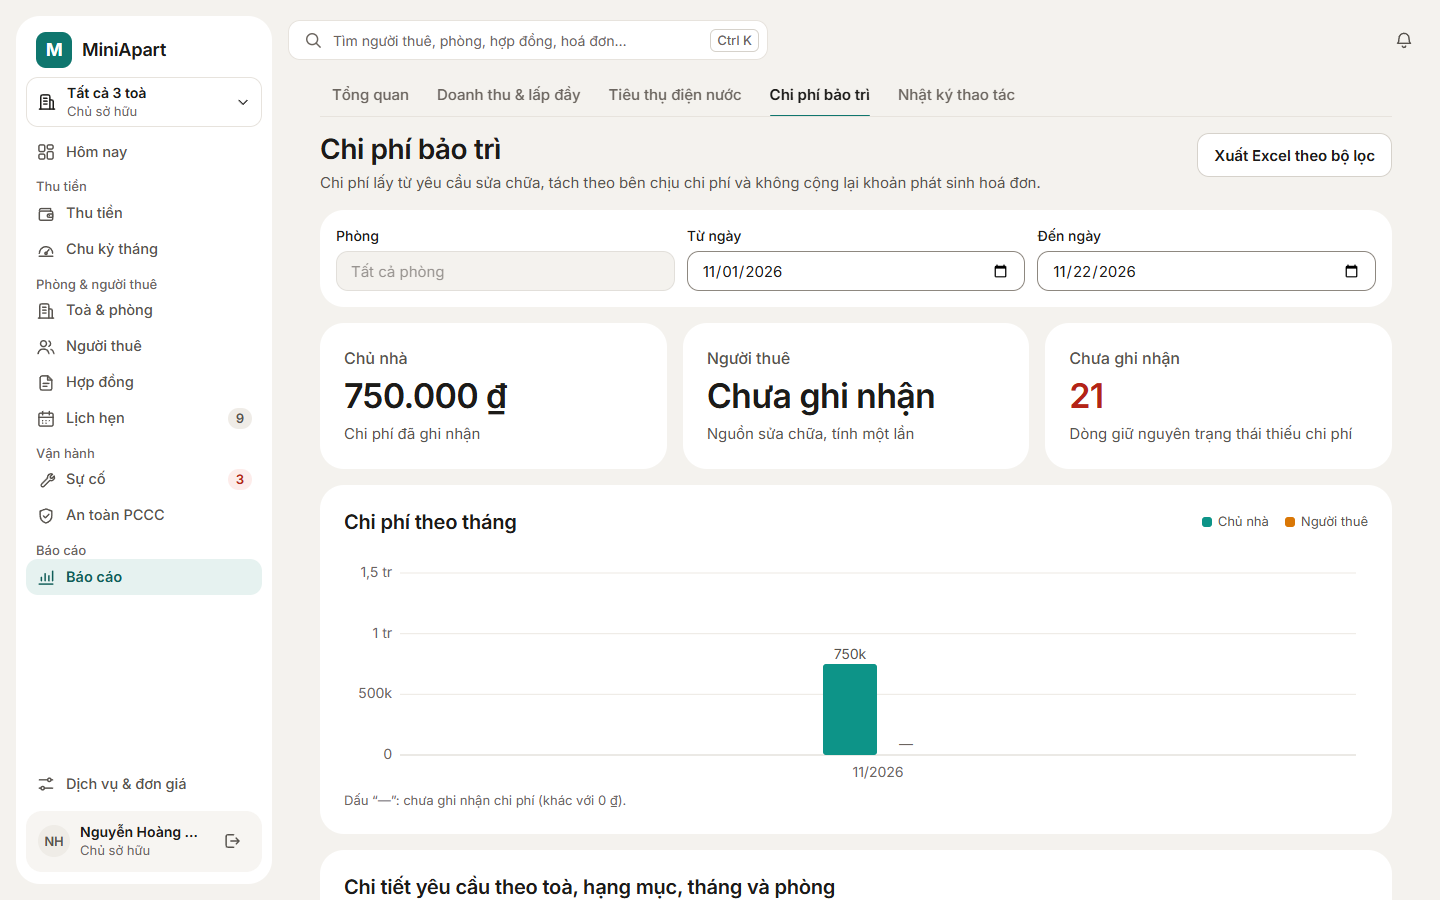 M MiniApart
Tất cả 3 toà
Chủ sở hữu
Hôm nay
Thu tiền
Thu tiền
Chu kỳ tháng
Phòng & người thuê
Toà & phòng
Người thuê
Hợp đồng
Lịch hẹn 9
Vận hành
Sự cố 3
An toàn PCCC
Báo cáo
Báo cáo
Dịch vụ & đơn giá
NH
Nguyễn Hoàng ...
Chủ sở hữu
Tìm người thuê, phòng, hợp đồng, hoá đơn... Ctrl K
Tổng quan Doanh thu & lấp đầy Tiêu thụ điện nước Chi phí bảo trì Nhật ký thao tác
Chi phí bảo trì
Chi phí lấy từ yêu cầu sửa chữa, tách theo bên chịu chi phí và không cộng lại khoản phát sinh hoá đơn.
Xuất Excel theo bộ lọc
Phòng Từ ngày Đến ngày
Tất cả phòng 11/01/2026 11/22/2026
Chủ nhà
750.000 ₫
Chi phí đã ghi nhận
Người thuê
Chưa ghi nhận
Nguồn sửa chữa, tính một lần
Chưa ghi nhận
21
Dòng giữ nguyên trạng thái thiếu chi phí
Chi phí theo tháng
Chủ nhà Người thuê
1,5 tr
1 tr
500k
0
750k
—
11/2026
Dấu “—”: chưa ghi nhận chi phí (khác với 0 ₫).
Chi tiết yêu cầu theo toà, hạng mục, tháng và phòng